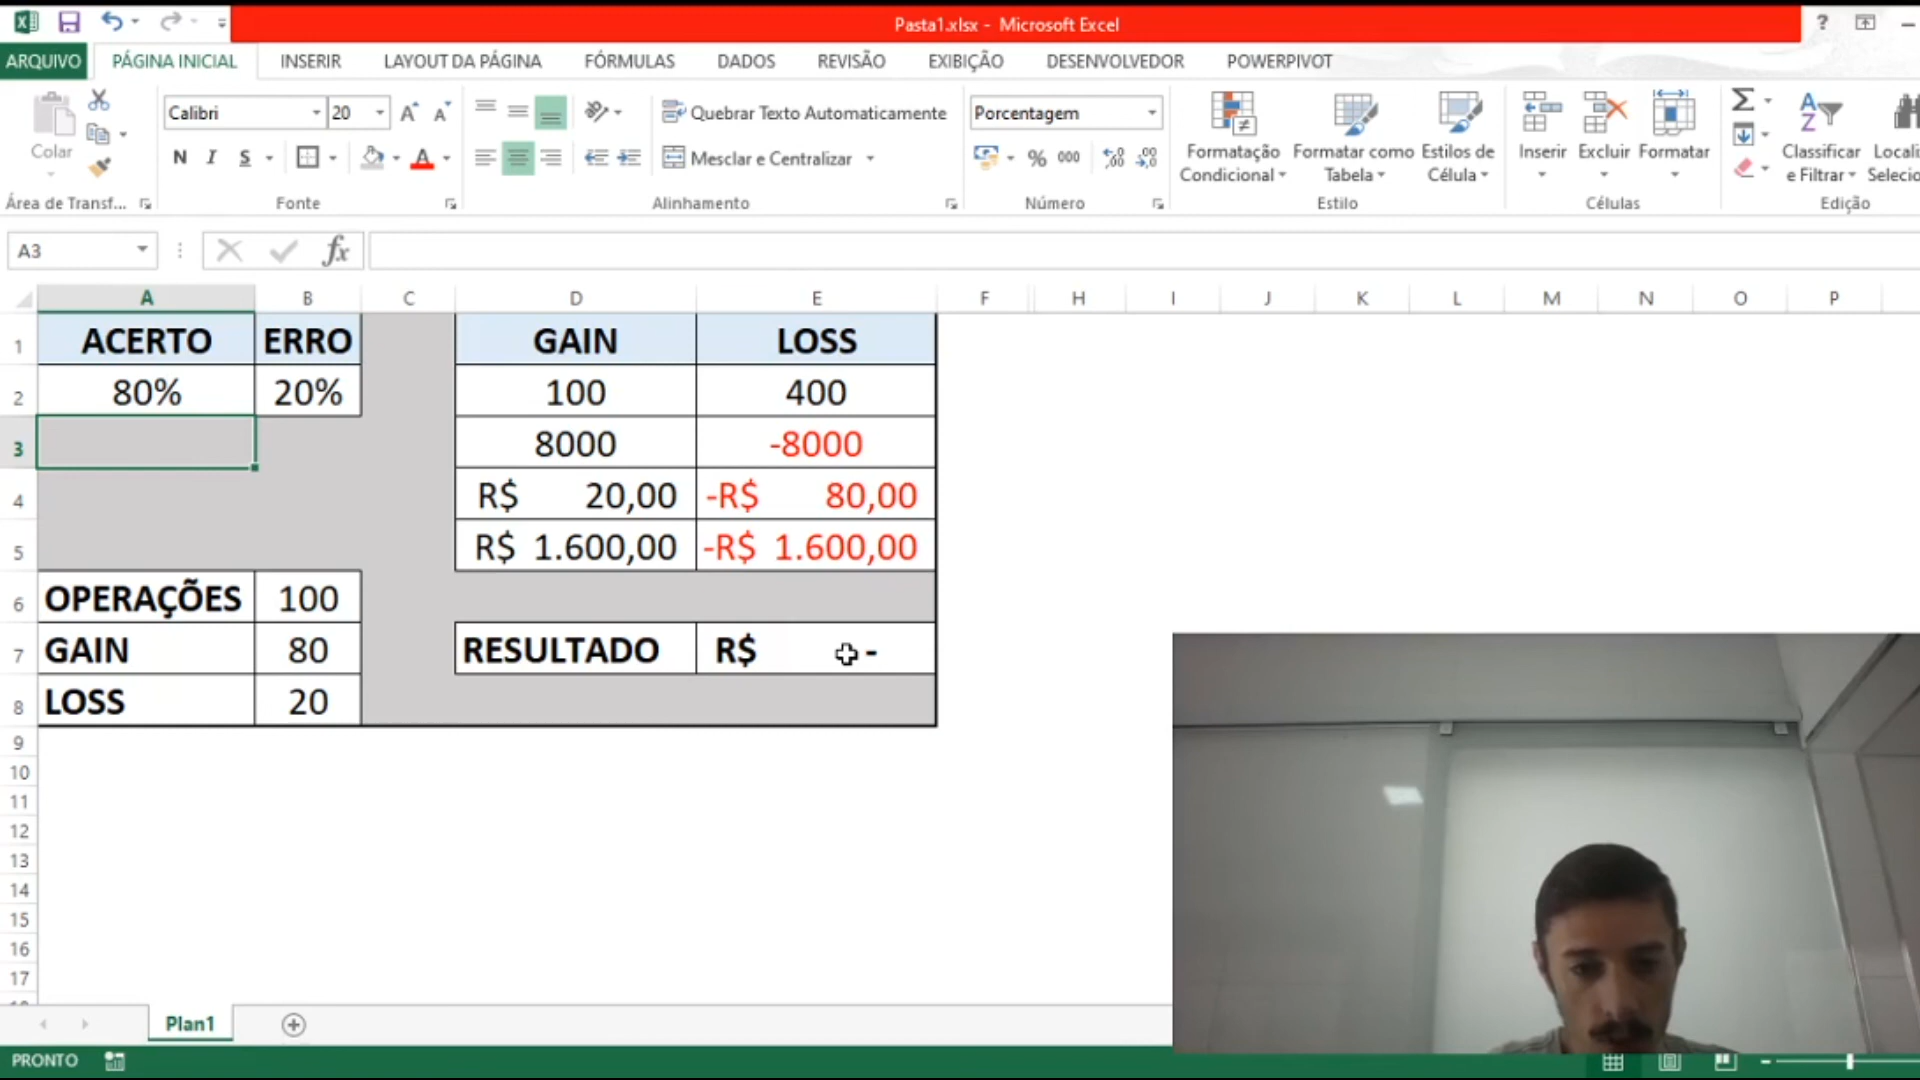 Pasta1.xlsx - Microsoft Excel
?
ARQUIVO PÁGINA INICIAL INSERIR LAYOUT DA PÁGINA FÓRMULAS DADOS REVISÃO EXIBIÇÃO DESENVOLVEDOR POWERPIVOT
Colar
Calibri 20
N I S
Quebrar Texto Automaticamente
Mesclar e Centralizar
Porcentagem
% 000
Formatação Condicional
Formatar como Tabela
Estilos de Célula
Inserir Excluir Formatar
Classificar e Filtrar
Área de Transf... Fonte Alinhamento Número Estilo Células Edição
A3 fx
A B C D E F H I J K L M N O P
1 ACERTO ERRO GAIN LOSS
2 80% 20% 100 400
3 8000 -8000
4 R$ 20,00 -R$ 80,00
5 R$ 1.600,00 -R$ 1.600,00
6 OPERAÇÕES 100
7 GAIN 80 RESULTADO R$ -
8 LOSS 20
9
10
11
12
13
14
15
16
17
Plan1
PRONTO